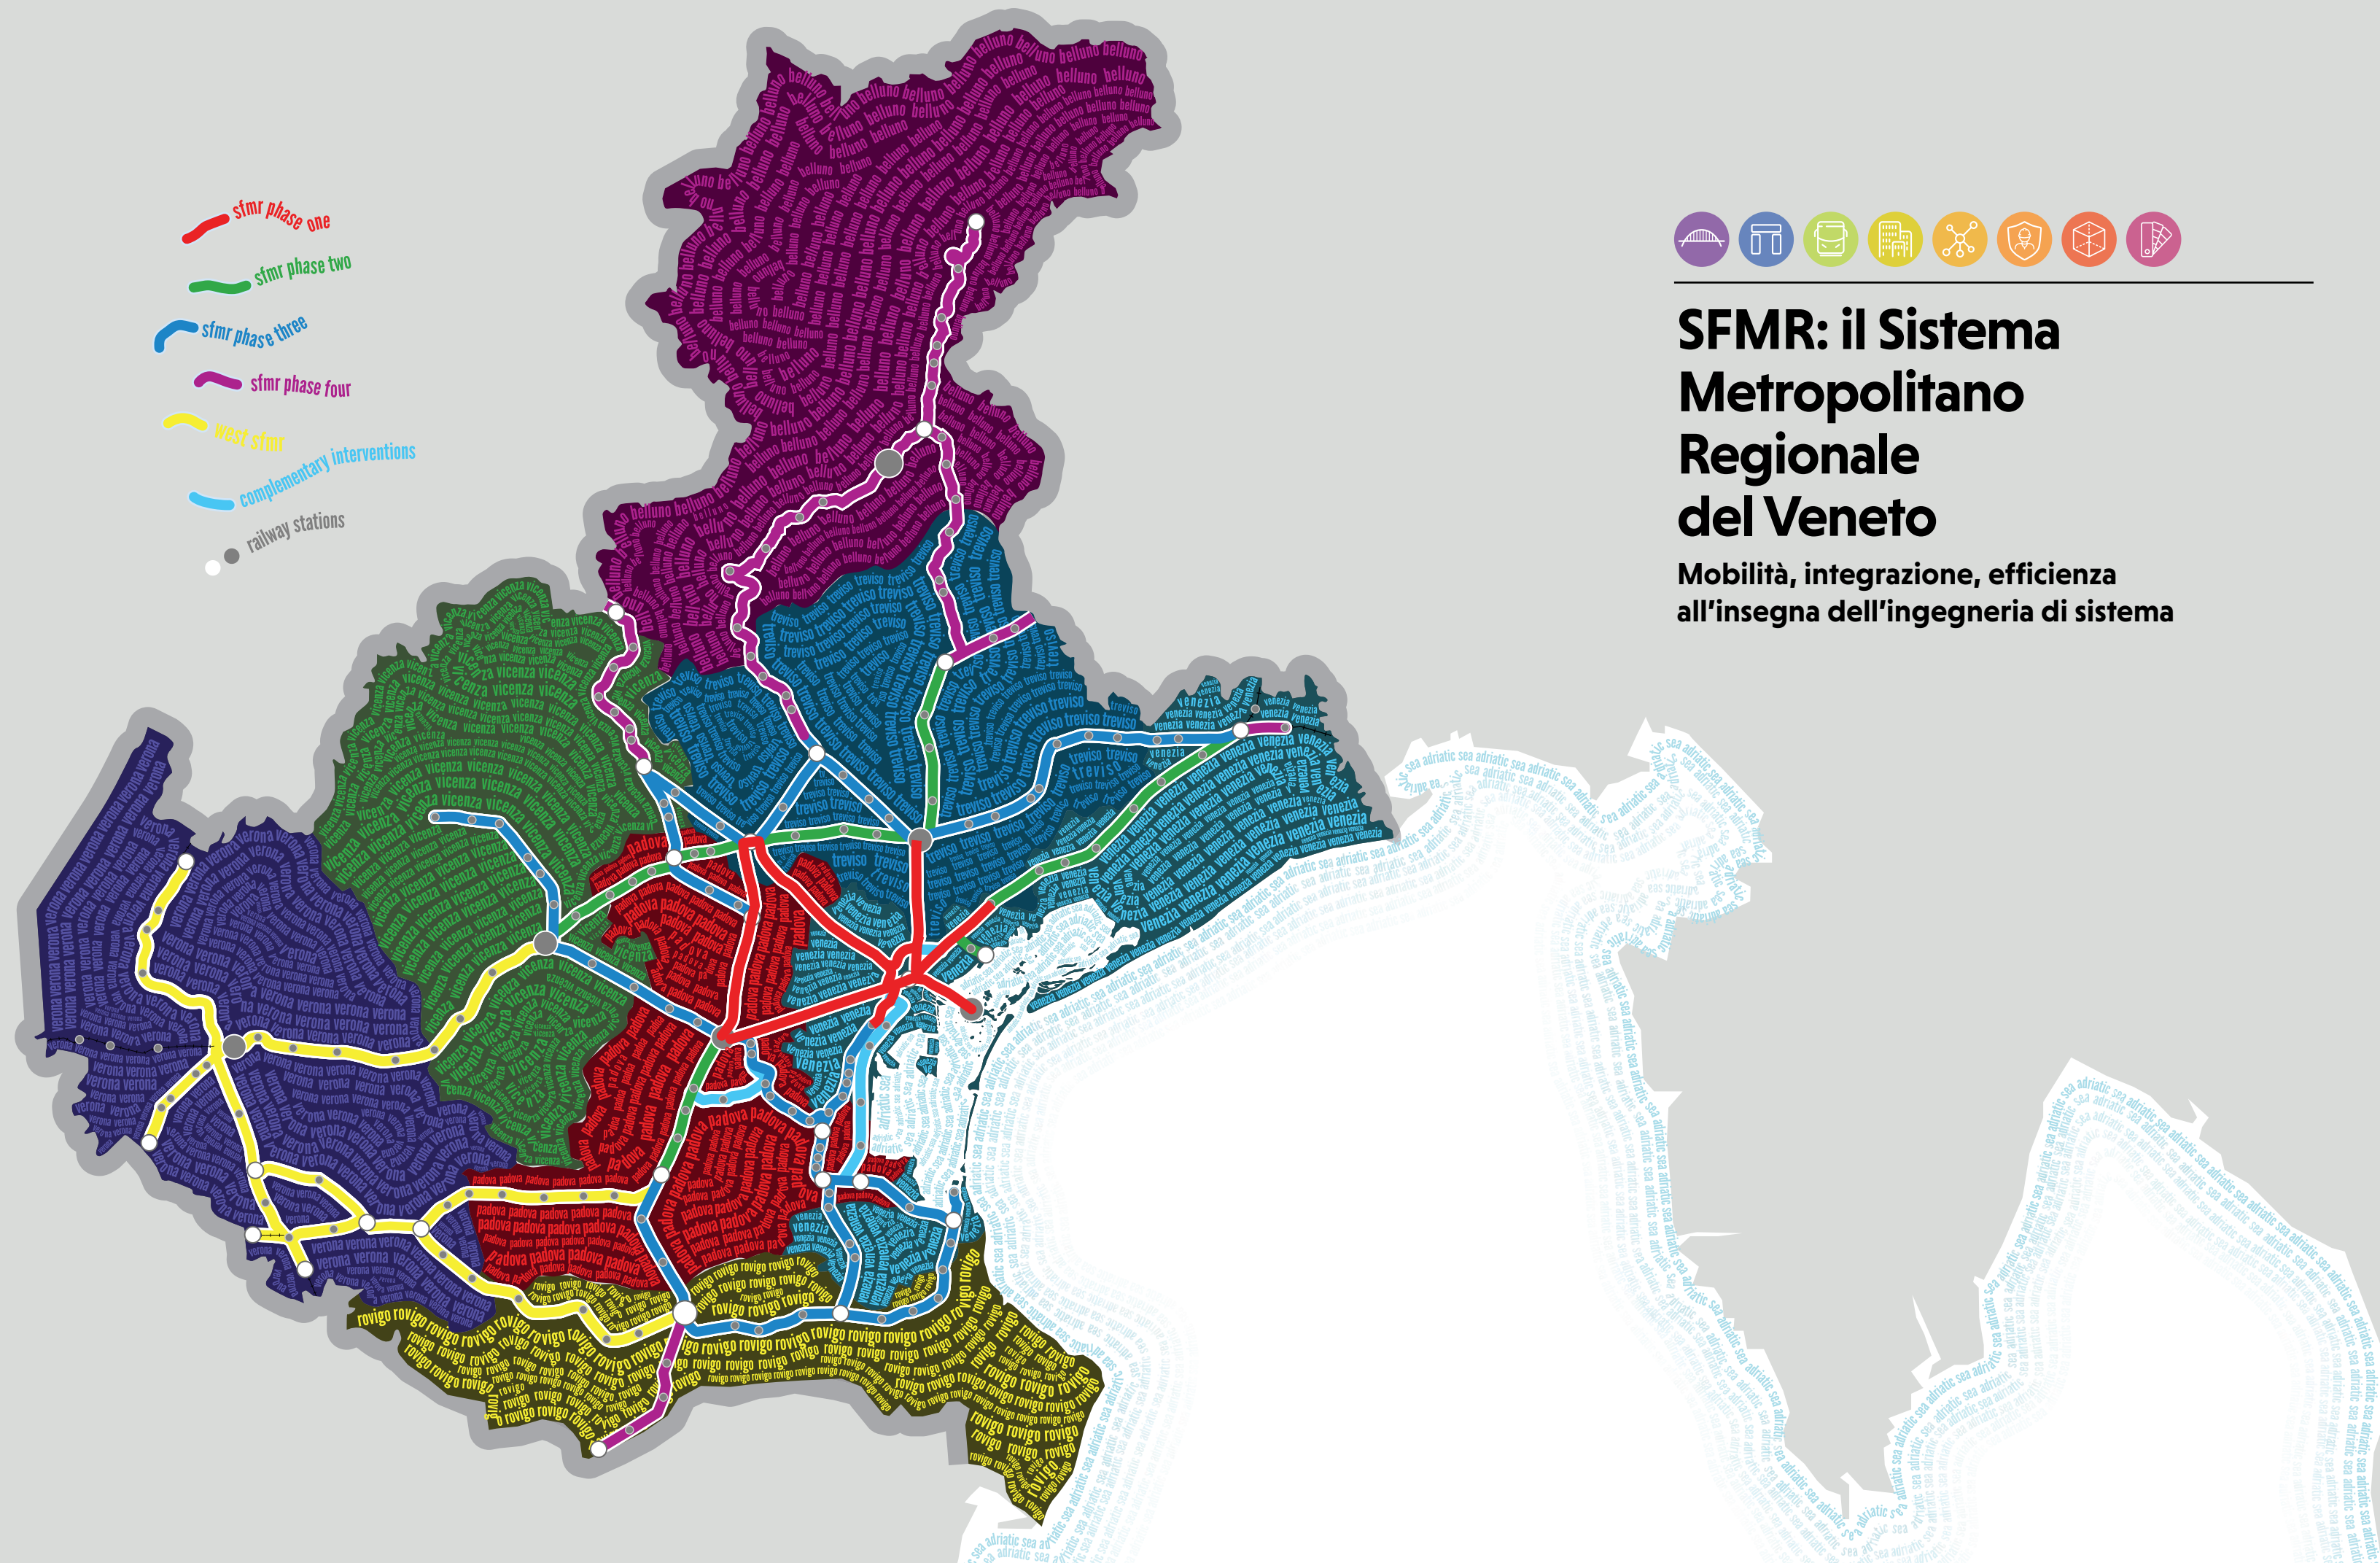 sfmr phase one
sfmr phase two
sfmr phase three
sfmr phase four
west sfmr
complementary interventions
railway stations
SFMR: il Sistema
Metropolitano
Regionale
del Veneto
Mobilità, integrazione, efficienza
all'insegna dell'ingegneria di sistema
belluno
treviso
vicenza
verona
padova
venezia
rovigo
adriatic sea